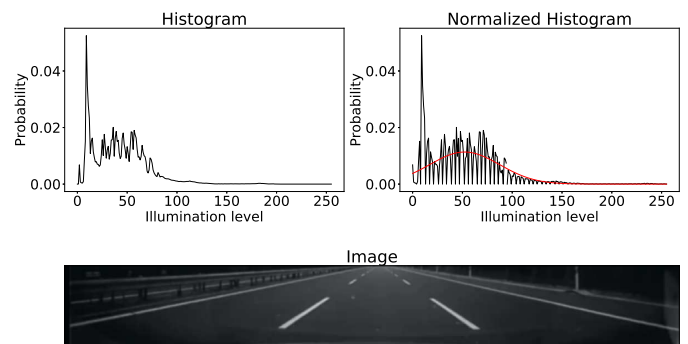 Histogram
Probability
0.04
0.02
0.00
0 50 100 150 200 250
Illumination level
Normalized Histogram
Probability
0.04
0.02
0.00
0 50 100 150 200 250
Illumination level
Image